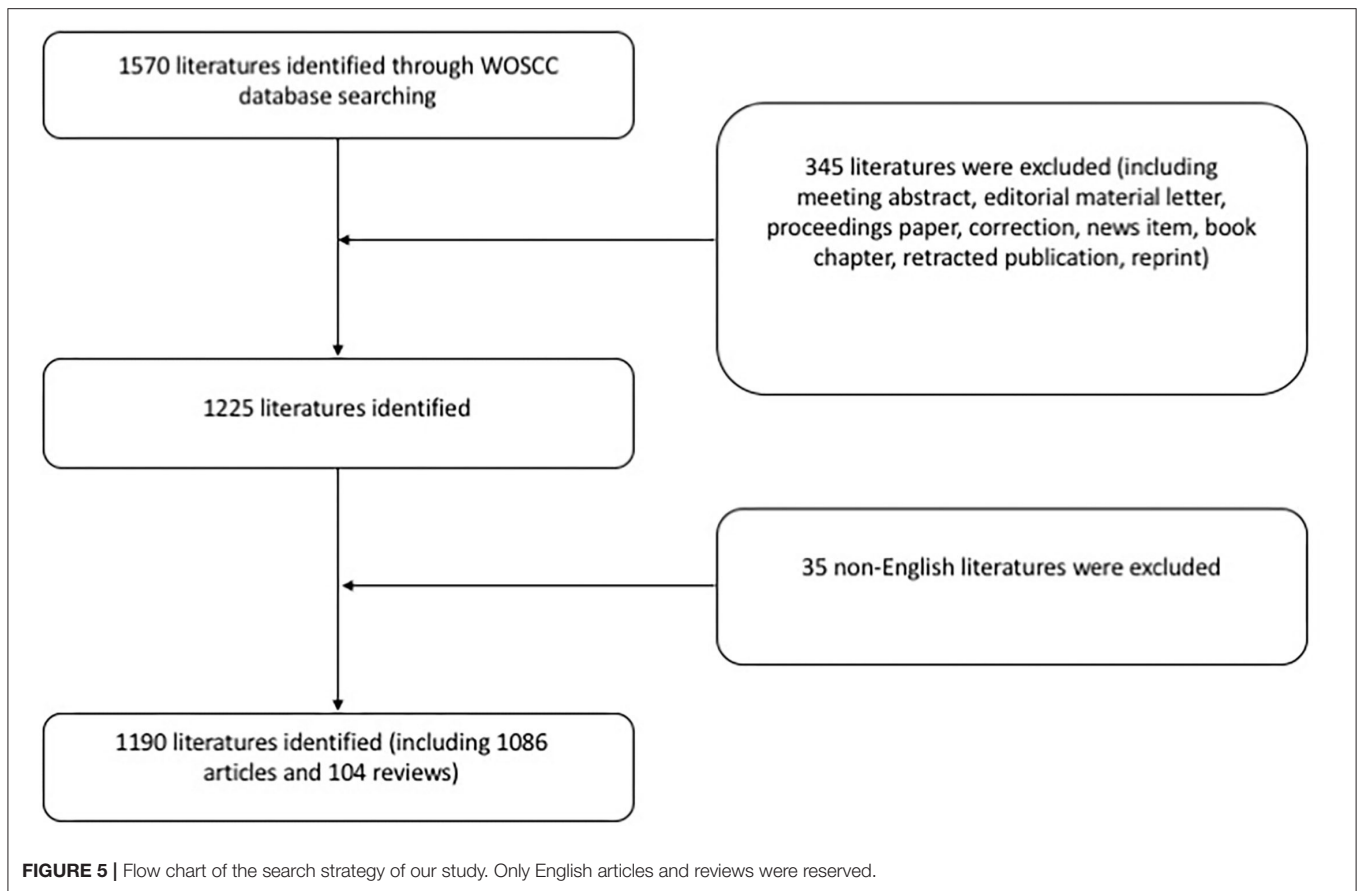 1570 literatures identified through WOSCC
database searching
345 literatures were excluded (including
meeting abstract, editorial material letter,
proceedings paper, correction, news item, book
chapter, retracted publication, reprint)
1225 literatures identified
35 non-English literatures were excluded
1190 literatures identified (including 1086
articles and 104 reviews)
FIGURE 5 | Flow chart of the search strategy of our study. Only English articles and reviews were reserved.